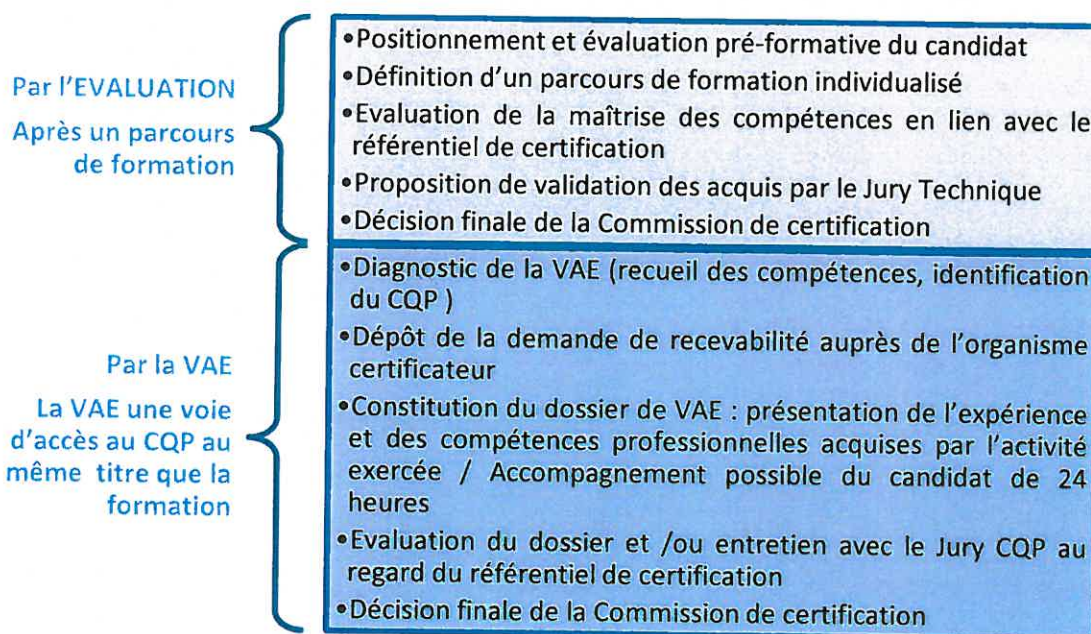 Par l'EVALUATION
Après un parcours
de formation
•Positionnement et évaluation pré-formative du candidat
•Définition d'un parcours de formation individualisé
•Evaluation de la maîtrise des compétences en lien avec le
référentiel de certification
•Proposition de validation des acquis par le Jury Technique
•Décision finale de la Commission de certification
Par la VAE
La VAE une voie
d'accès au CQP au
même titre que la
formation
•Diagnostic de la VAE (recueil des compétences, identification
du CQP )
•Dépôt de la demande de recevabilité auprès de l'organisme
certificateur
•Constitution du dossier de VAE : présentation de l'expérience
et des compétences professionnelles acquises par l'activité
exercée / Accompagnement possible du candidat de 24
heures
•Evaluation du dossier et /ou entretien avec le Jury CQP au
regard du référentiel de certification
•Décision finale de la Commission de certification